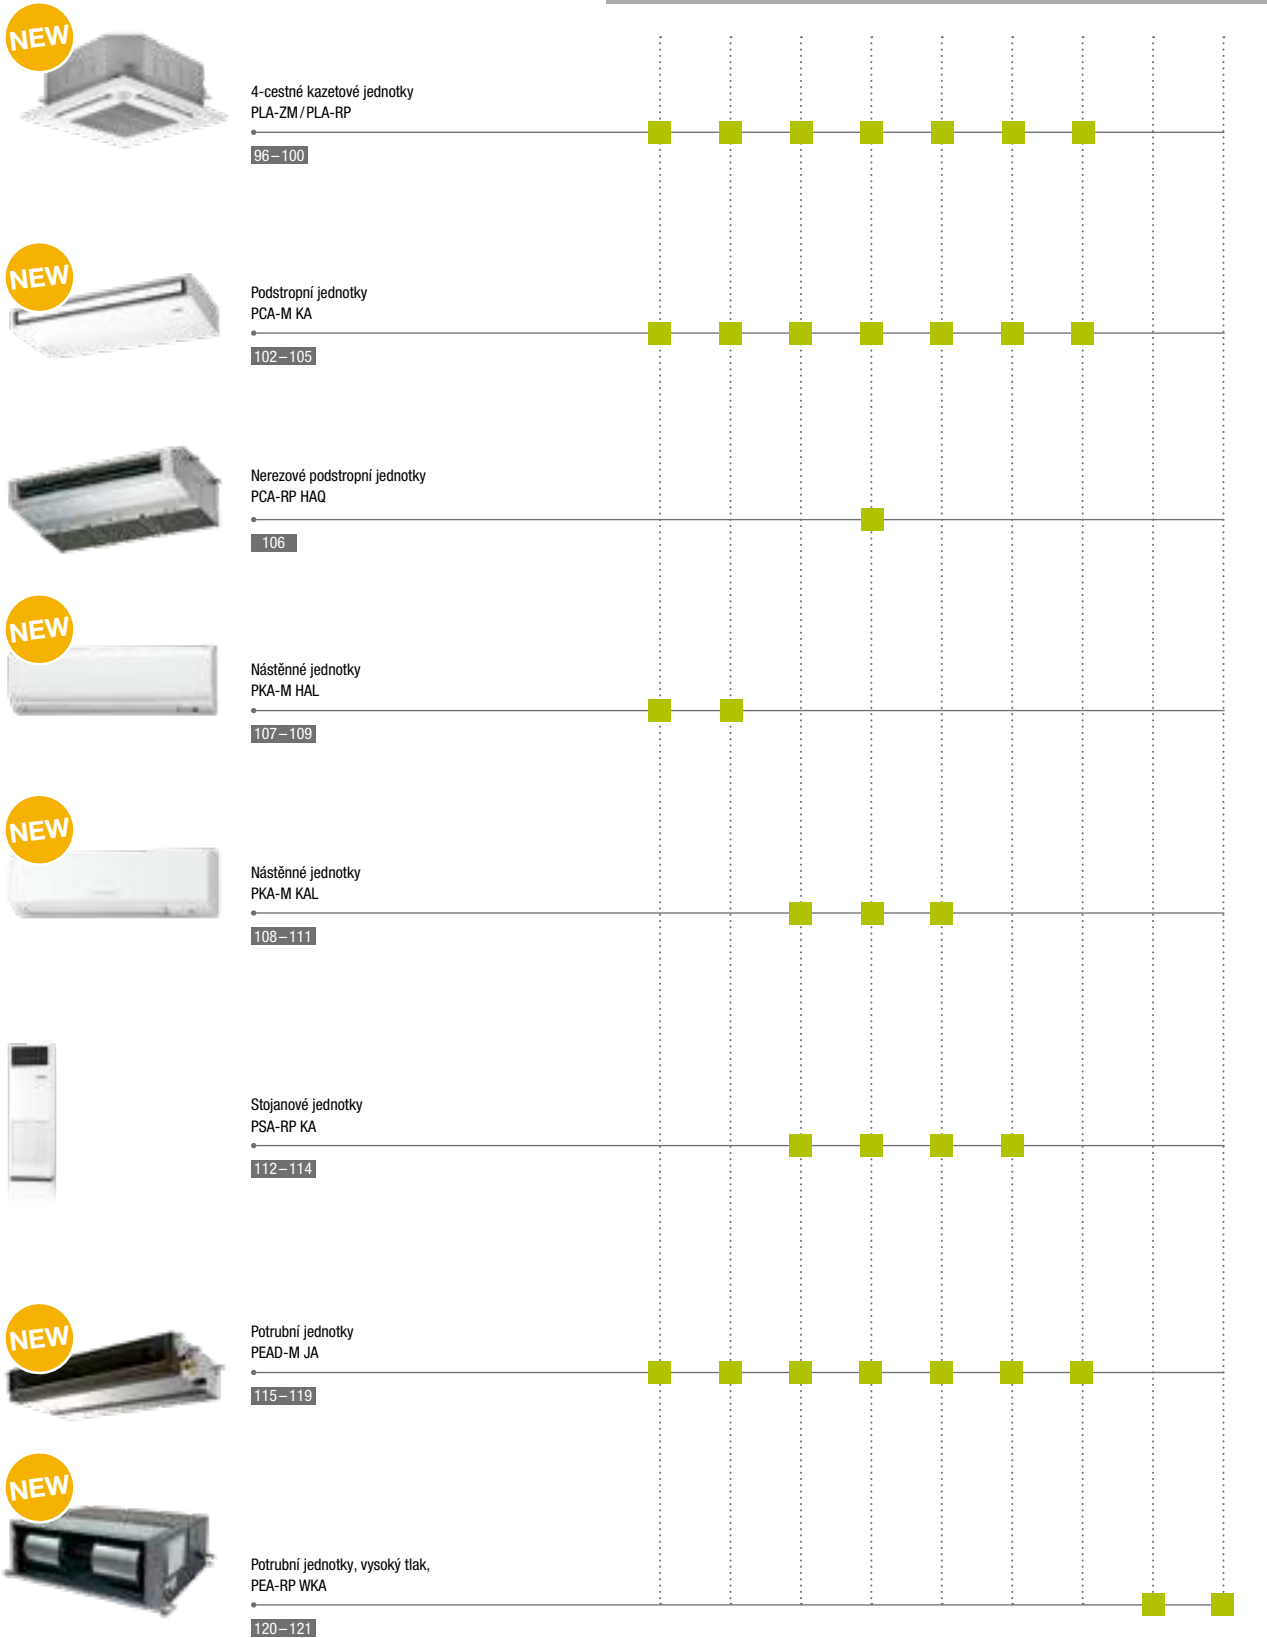 NEW
4-cestné kazetové jednotky
PLA-ZM / PLA-RP
96–100
NEW
Podstropní jednotky
PCA-M KA
102–105
Nerezové podstropní jednotky
PCA-RP HAQ
106
NEW
Nástěnné jednotky
PKA-M HAL
107–109
NEW
Nástěnné jednotky
PKA-M KAL
108–111
Stojanové jednotky
PSA-RP KA
112–114
NEW
Potrubní jednotky
PEAD-M JA
115–119
NEW
Potrubní jednotky, vysoký tlak,
PEA-RP WKA
120–121